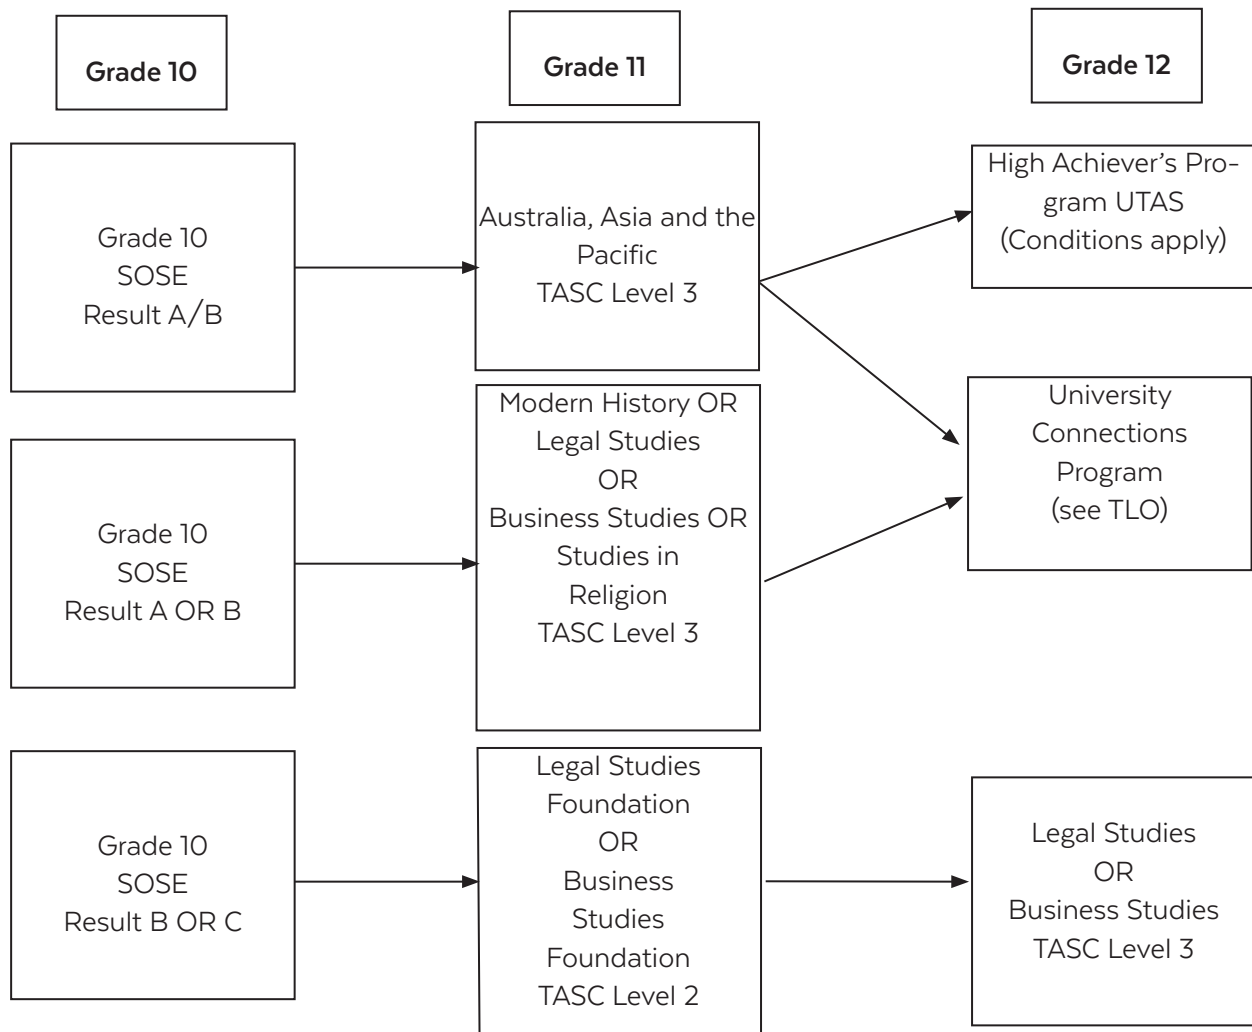 Grade 10
Grade 11
Grade 12
Grade 10
SOSE
Result A/B
Australia, Asia and the
Pacific
TASC Level 3
High Achiever’s Pro-
gram UTAS
(Conditions apply)
Grade 10
SOSE
Result A OR B
Modern History OR
Legal Studies
OR
Business Studies OR
Studies in
Religion
TASC Level 3
University
Connections
Program
(see TLO)
Grade 10
SOSE
Result B OR C
Legal Studies
Foundation
OR
Business
Studies
Foundation
TASC Level 2
Legal Studies
OR
Business Studies
TASC Level 3